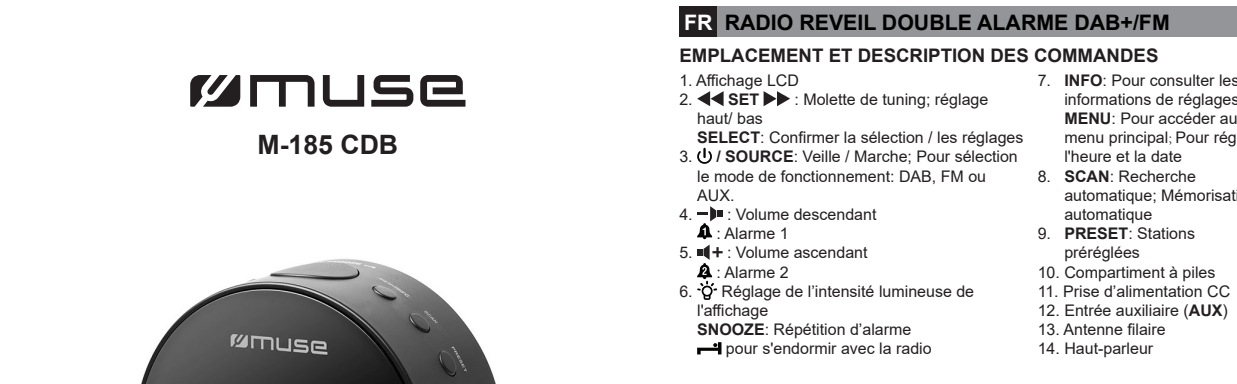 muse
M-185 CDB
muse
SCAN
PRESET
FR RADIO REVEIL DOUBLE ALARME DAB+/FM
EMPLACEMENT ET DESCRIPTION DES COMMANDES
1. Affichage LCD
2. ◀◀ SET ▶▶ : Molette de tuning; réglage
haut/ bas
SELECT: Confirmer la sélection / les réglages
3. ⏻ / SOURCE: Veille / Marche; Pour sélection
le mode de fonctionnement: DAB, FM ou
AUX.
4. – : Volume descendant
1 : Alarme 1
5. + : Volume ascendant
2 : Alarme 2
6. Réglage de l’intensité lumineuse de
l'affichage
SNOOZE: Répétition d’alarme
pour s'endormir avec la radio
7. INFO: Pour consulter les
informations de réglages
MENU: Pour accéder au
menu principal; Pour rég
l'heure et la date
8. SCAN: Recherche
automatique; Mémorisati
automatique
9. PRESET: Stations
préréglées
10. Compartiment à piles
11. Prise d’alimentation CC
12. Entrée auxiliaire (AUX)
13. Antenne filaire
14. Haut-parleur